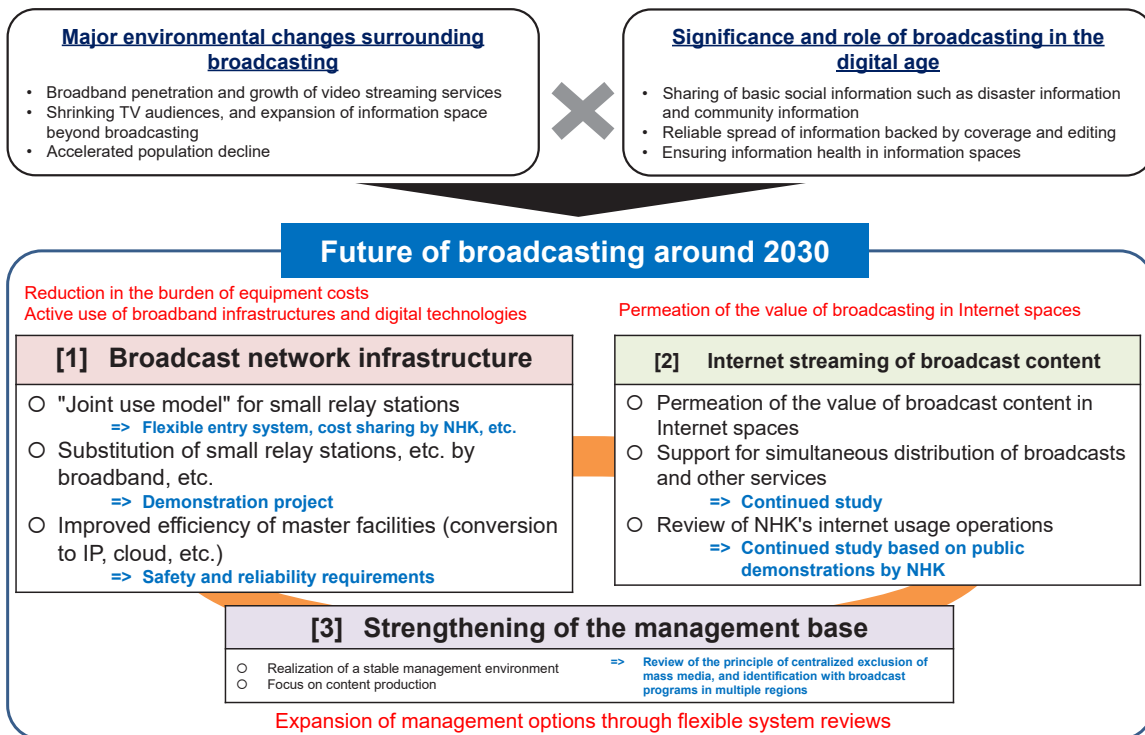 Major environmental changes surrounding
broadcasting
• Broadband penetration and growth of video streaming services
• Shrinking TV audiences, and expansion of information space
beyond broadcasting
• Accelerated population decline
Significance and role of broadcasting in the
digital age
• Sharing of basic social information such as disaster information
and community information
• Reliable spread of information backed by coverage and editing
• Ensuring information health in information spaces
Future of broadcasting around 2030
Reduction in the burden of equipment costs
Active use of broadband infrastructures and digital technologies
[1] Broadcast network infrastructure
○ "Joint use model" for small relay stations
=> Flexible entry system, cost sharing by NHK, etc.
○ Substitution of small relay stations, etc. by
broadband, etc.
=> Demonstration project
○ Improved efficiency of master facilities (conversion
to IP, cloud, etc.)
=> Safety and reliability requirements
Permeation of the value of broadcasting in Internet spaces
[2] Internet streaming of broadcast content
○ Permeation of the value of broadcast content in
Internet spaces
○ Support for simultaneous distribution of broadcasts
and other services
=> Continued study
○ Review of NHK's internet usage operations
=> Continued study based on public
demonstrations by NHK
[3] Strengthening of the management base
○ Realization of a stable management environment
○ Focus on content production
=> Review of the principle of centralized exclusion of
mass media, and identification with broadcast
programs in multiple regions
Expansion of management options through flexible system reviews